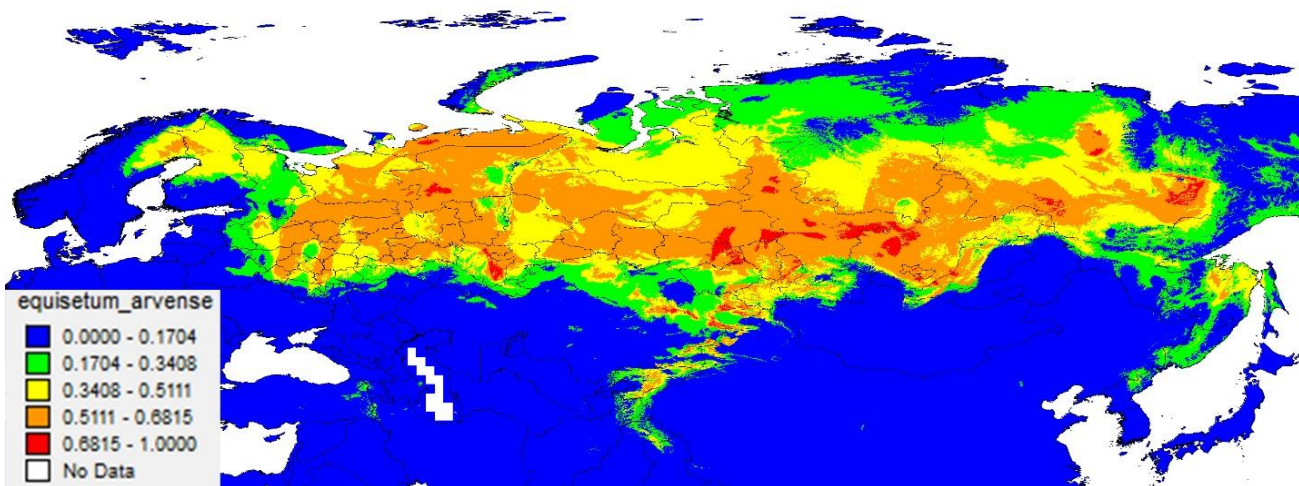 equisetum_arvense
0.0000 - 0.1704
0.1704 - 0.3408
0.3408 - 0.5111
0.5111 - 0.6815
0.6815 - 1.0000
No Data